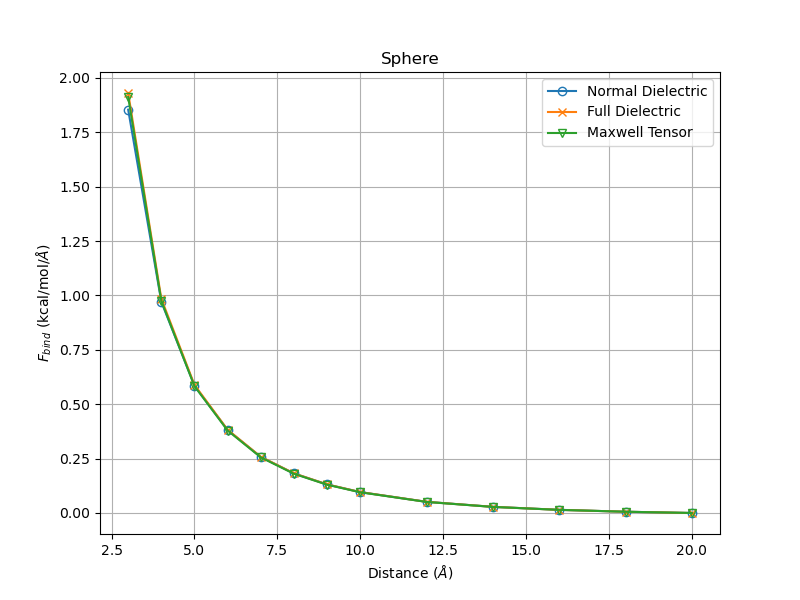 Sphere
Normal Dielectric
Full Dielectric
Maxwell Tensor
2.00
1.75
1.50
1.25
1.00
0.75
0.50
0.25
0.00
F_bind (kcal/mol/Å)
2.5 5.0 7.5 10.0 12.5 15.0 17.5 20.0
Distance (Å)